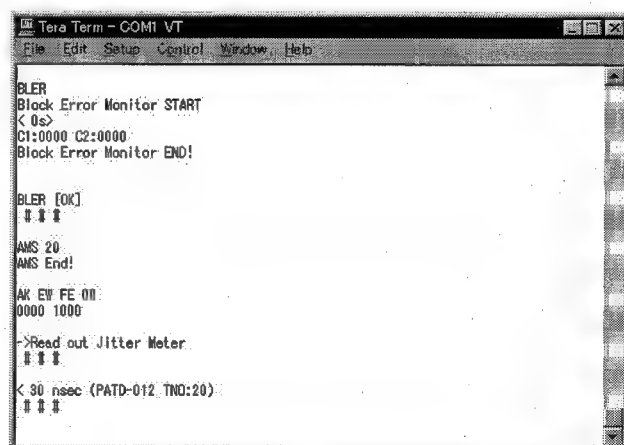 Tera Term - COM1 VT
File Edit Setup Control Window Help
BLER
Block Error Monitor START
< 0s>
C1:0000 C2:0000
Block Error Monitor END!
BLER [OK]
# # #
AMS 20
AMS End!
AK EW FE 00
0000 1000
->Read out Jitter Meter
# # #
< 30 nsec (PATD-012 TNO:20)
# # #